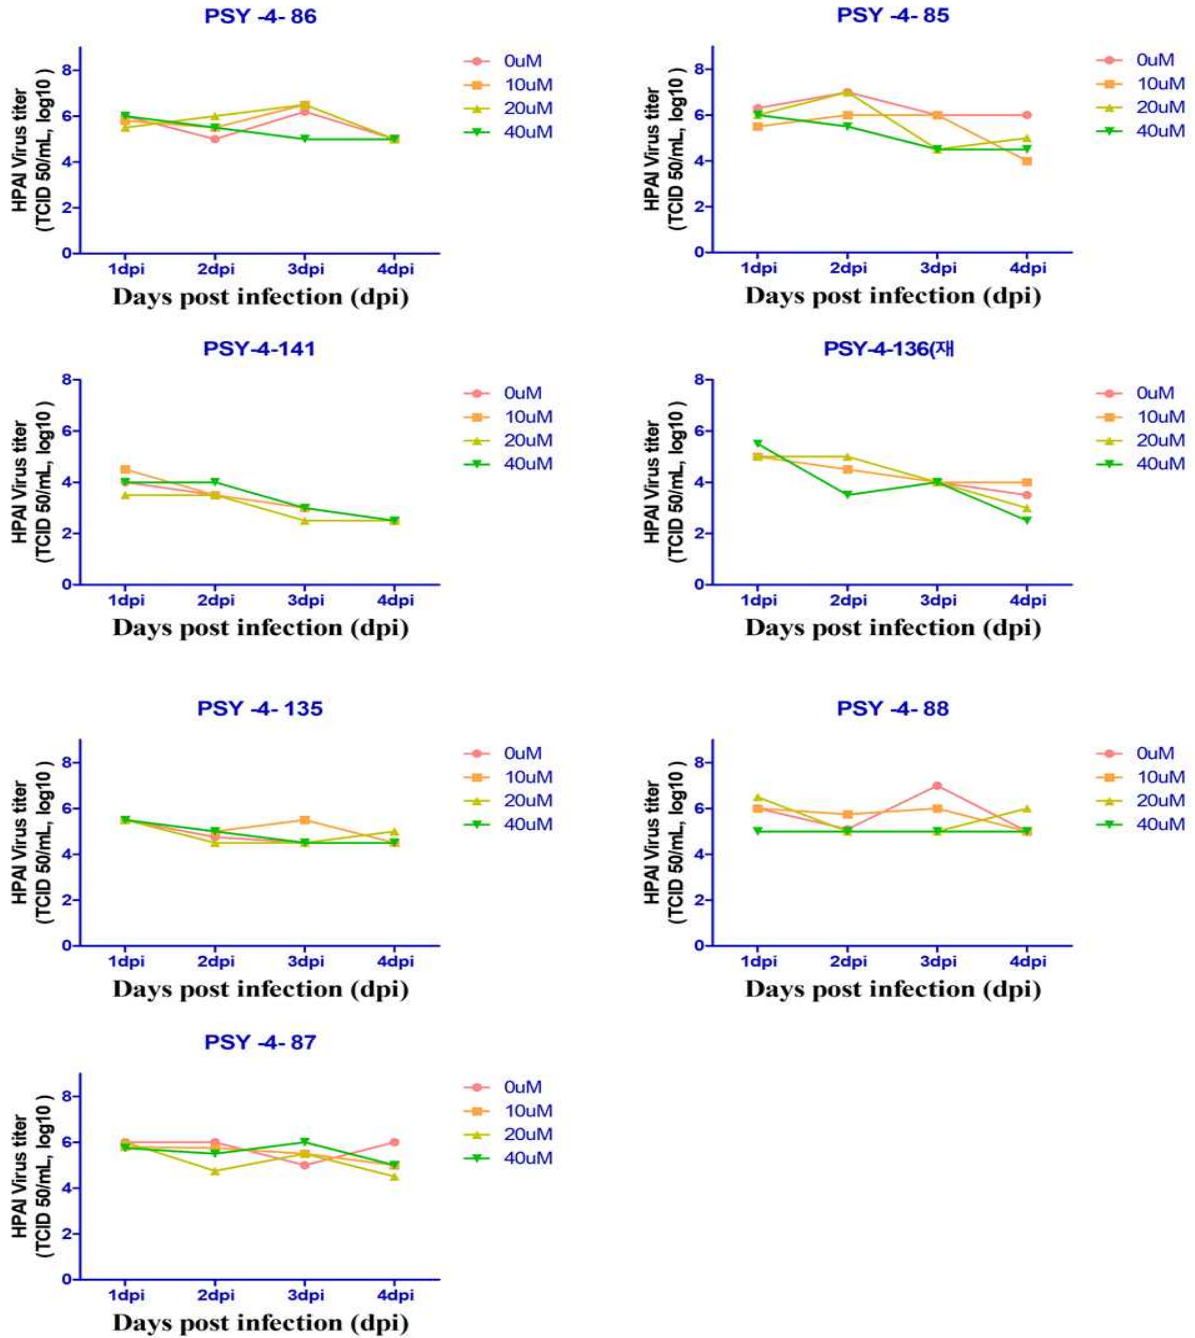 PSY -4- 86
HPAI Virus titer
(TCID 50/mL, log10 )
8
6
4
2
0
1dpi 2dpi 3dpi 4dpi
Days post infection (dpi)
0uM
10uM
20uM
40uM
PSY -4- 85
HPAI Virus titer
(TCID 50/mL, log10 )
8
6
4
2
0
1dpi 2dpi 3dpi 4dpi
Days post infection (dpi)
0uM
10uM
20uM
40uM
PSY-4-141
HPAI Virus titer
(TCID 50/mL, log10 )
8
6
4
2
0
1dpi 2dpi 3dpi 4dpi
Days post infection (dpi)
0uM
10uM
20uM
40uM
PSY-4-136(재
HPAI Virus titer
(TCID 50/mL, log10 )
8
6
4
2
0
1dpi 2dpi 3dpi 4dpi
Days post infection (dpi)
0uM
10uM
20uM
40uM
PSY -4- 135
HPAI Virus titer
(TCID 50/mL, log10 )
8
6
4
2
0
1dpi 2dpi 3dpi 4dpi
Days post infection (dpi)
0uM
10uM
20uM
40uM
PSY -4- 88
HPAI Virus titer
(TCID 50/mL, log10 )
8
6
4
2
0
1dpi 2dpi 3dpi 4dpi
Days post infection (dpi)
0uM
10uM
20uM
40uM
PSY -4- 87
HPAI Virus titer
(TCID 50/mL, log10 )
8
6
4
2
0
1dpi 2dpi 3dpi 4dpi
Days post infection (dpi)
0uM
10uM
20uM
40uM